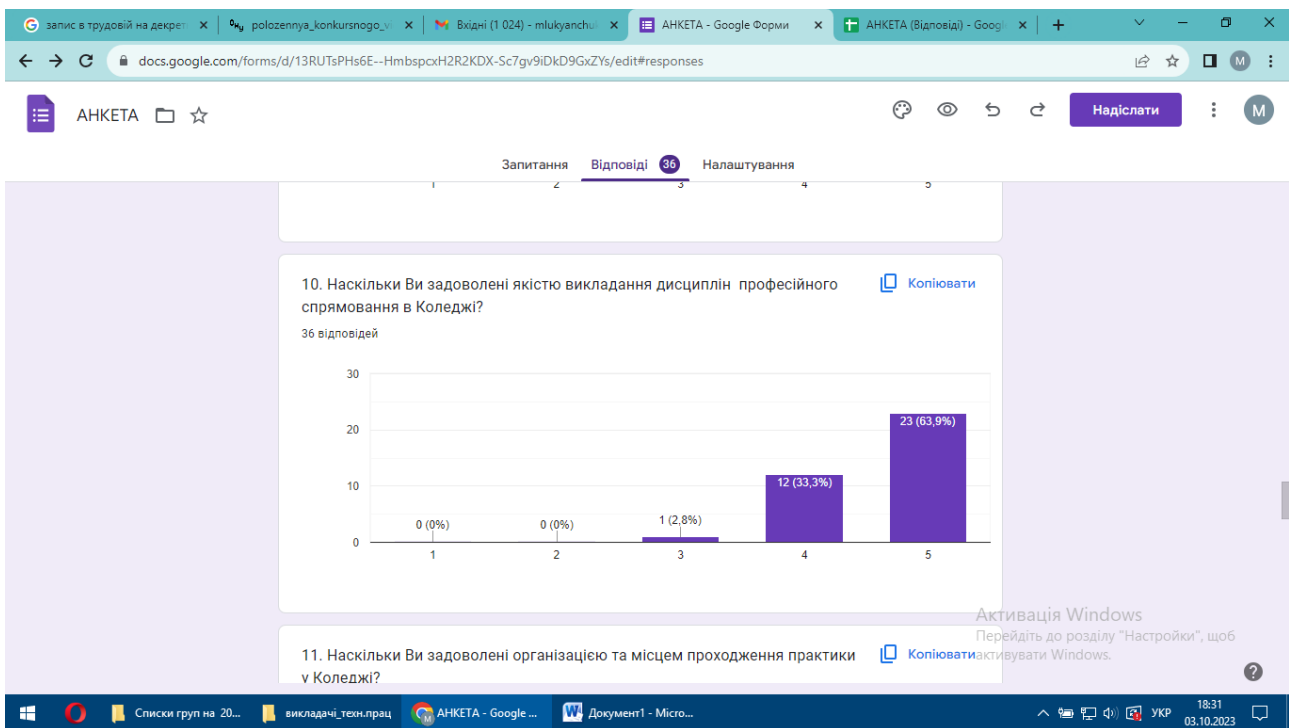 запис в трудовій на декрет
polozennya_konkursnogo_vi
Вхідні (1 024) - mlukyanchuk
АНКЕТА - Google Форми
АНКЕТА (Відповіді) - Googl
docs.google.com/forms/d/13RUTsPHs6E--HmbspcxH2R2KDX-Sc7gv9iDkD9GxZYs/edit#responses
M
АНКЕТА
Надіслати
M
Запитання Відповіді 36 Налаштування
1 2 3 4 5
10. Наскільки Ви задоволені якістю викладання дисциплін професійного
спрямовання в Коледжі?
Копіювати
36 відповідей
30
20
10
0
0 (0%)
0 (0%)
1 (2,8%)
12 (33,3%)
23 (63,9%)
1 2 3 4 5
Активація Windows
Перейдіть до розділу "Настройки", щоб
активувати Windows.
11. Наскільки Ви задоволені організацією та місцем проходження практики
у Коледжі?
Копіювати
Списки груп на 20...
викладачі_техн.прац
АНКЕТА - Google ...
Документ1 - Micro...
УКР
18:31
03.10.2023